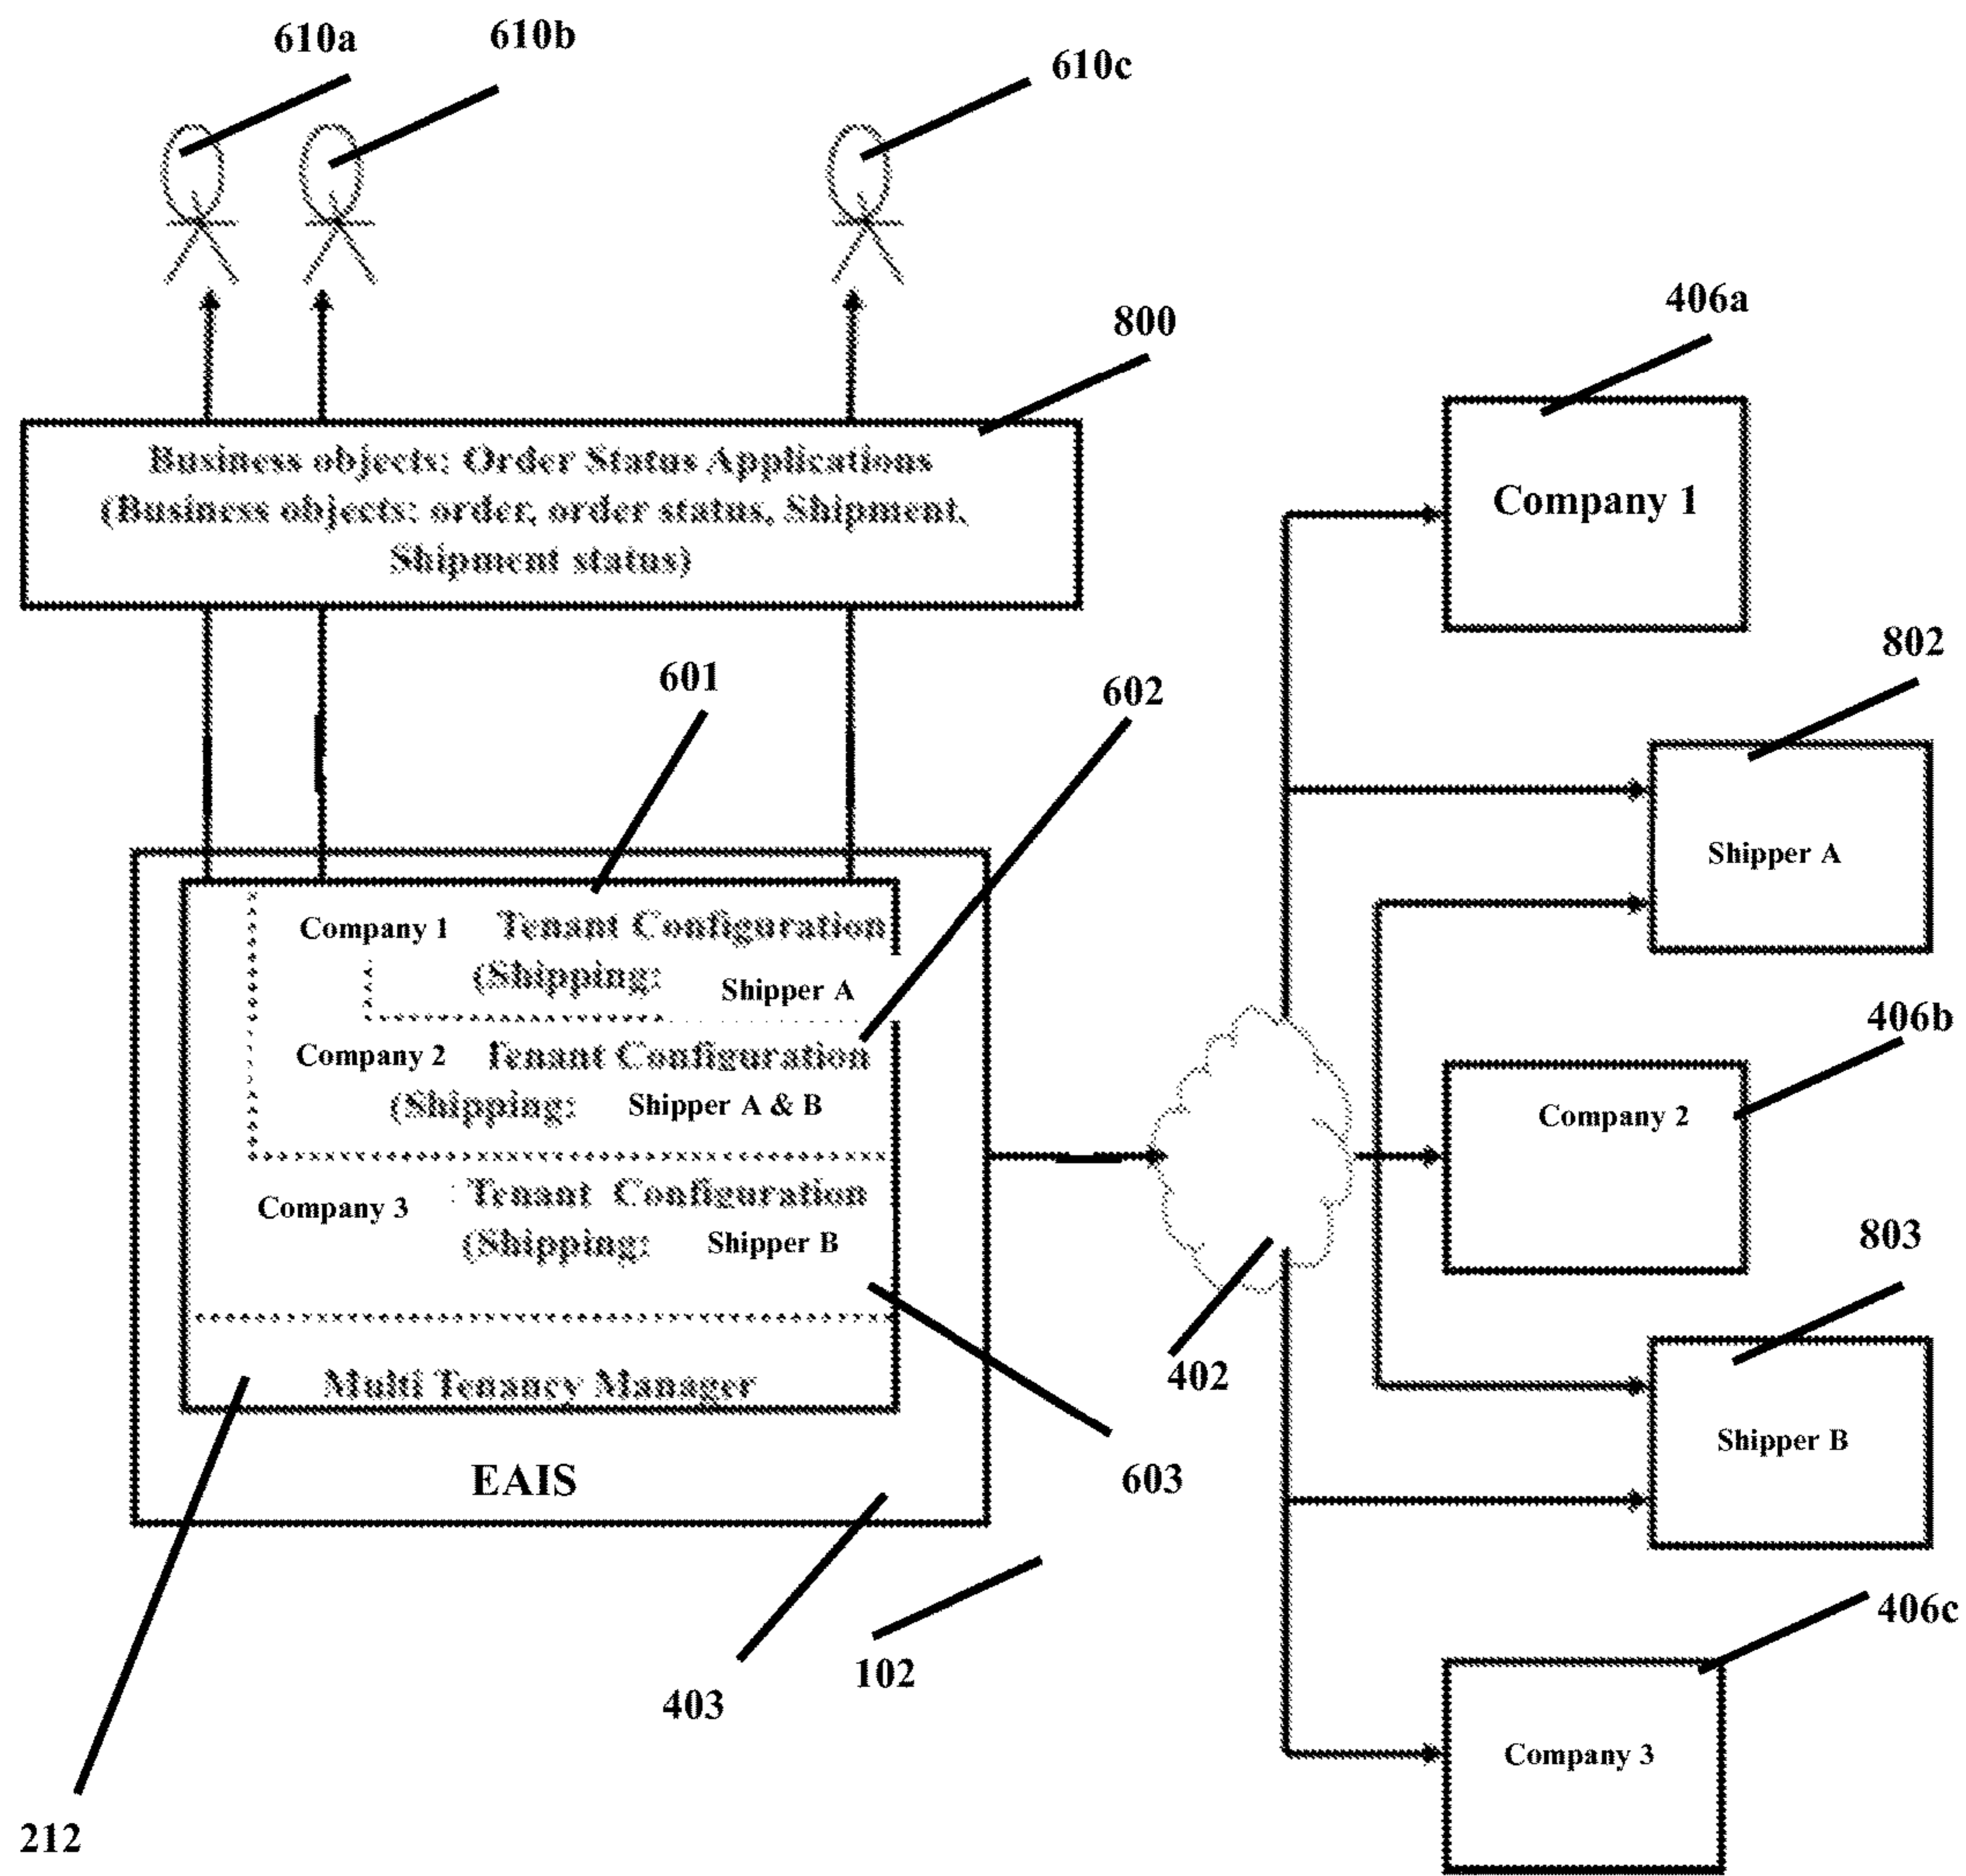 610a
610b
610c
800
Business objects: Order Status Applications
(Business objects: order, order status, Shipment,
Shipment status)
601
602
Company 1 Tenant Configuration
(Shipping: Shipper A
Company 2 Tenant Configuration
(Shipping: Shipper A & B
Company 3 Tenant Configuration
(Shipping: Shipper B
Multi Tenancy Manager
EAIS
212
403
102
603
402
406a
Company 1
802
Shipper A
406b
Company 2
803
Shipper B
406c
Company 3